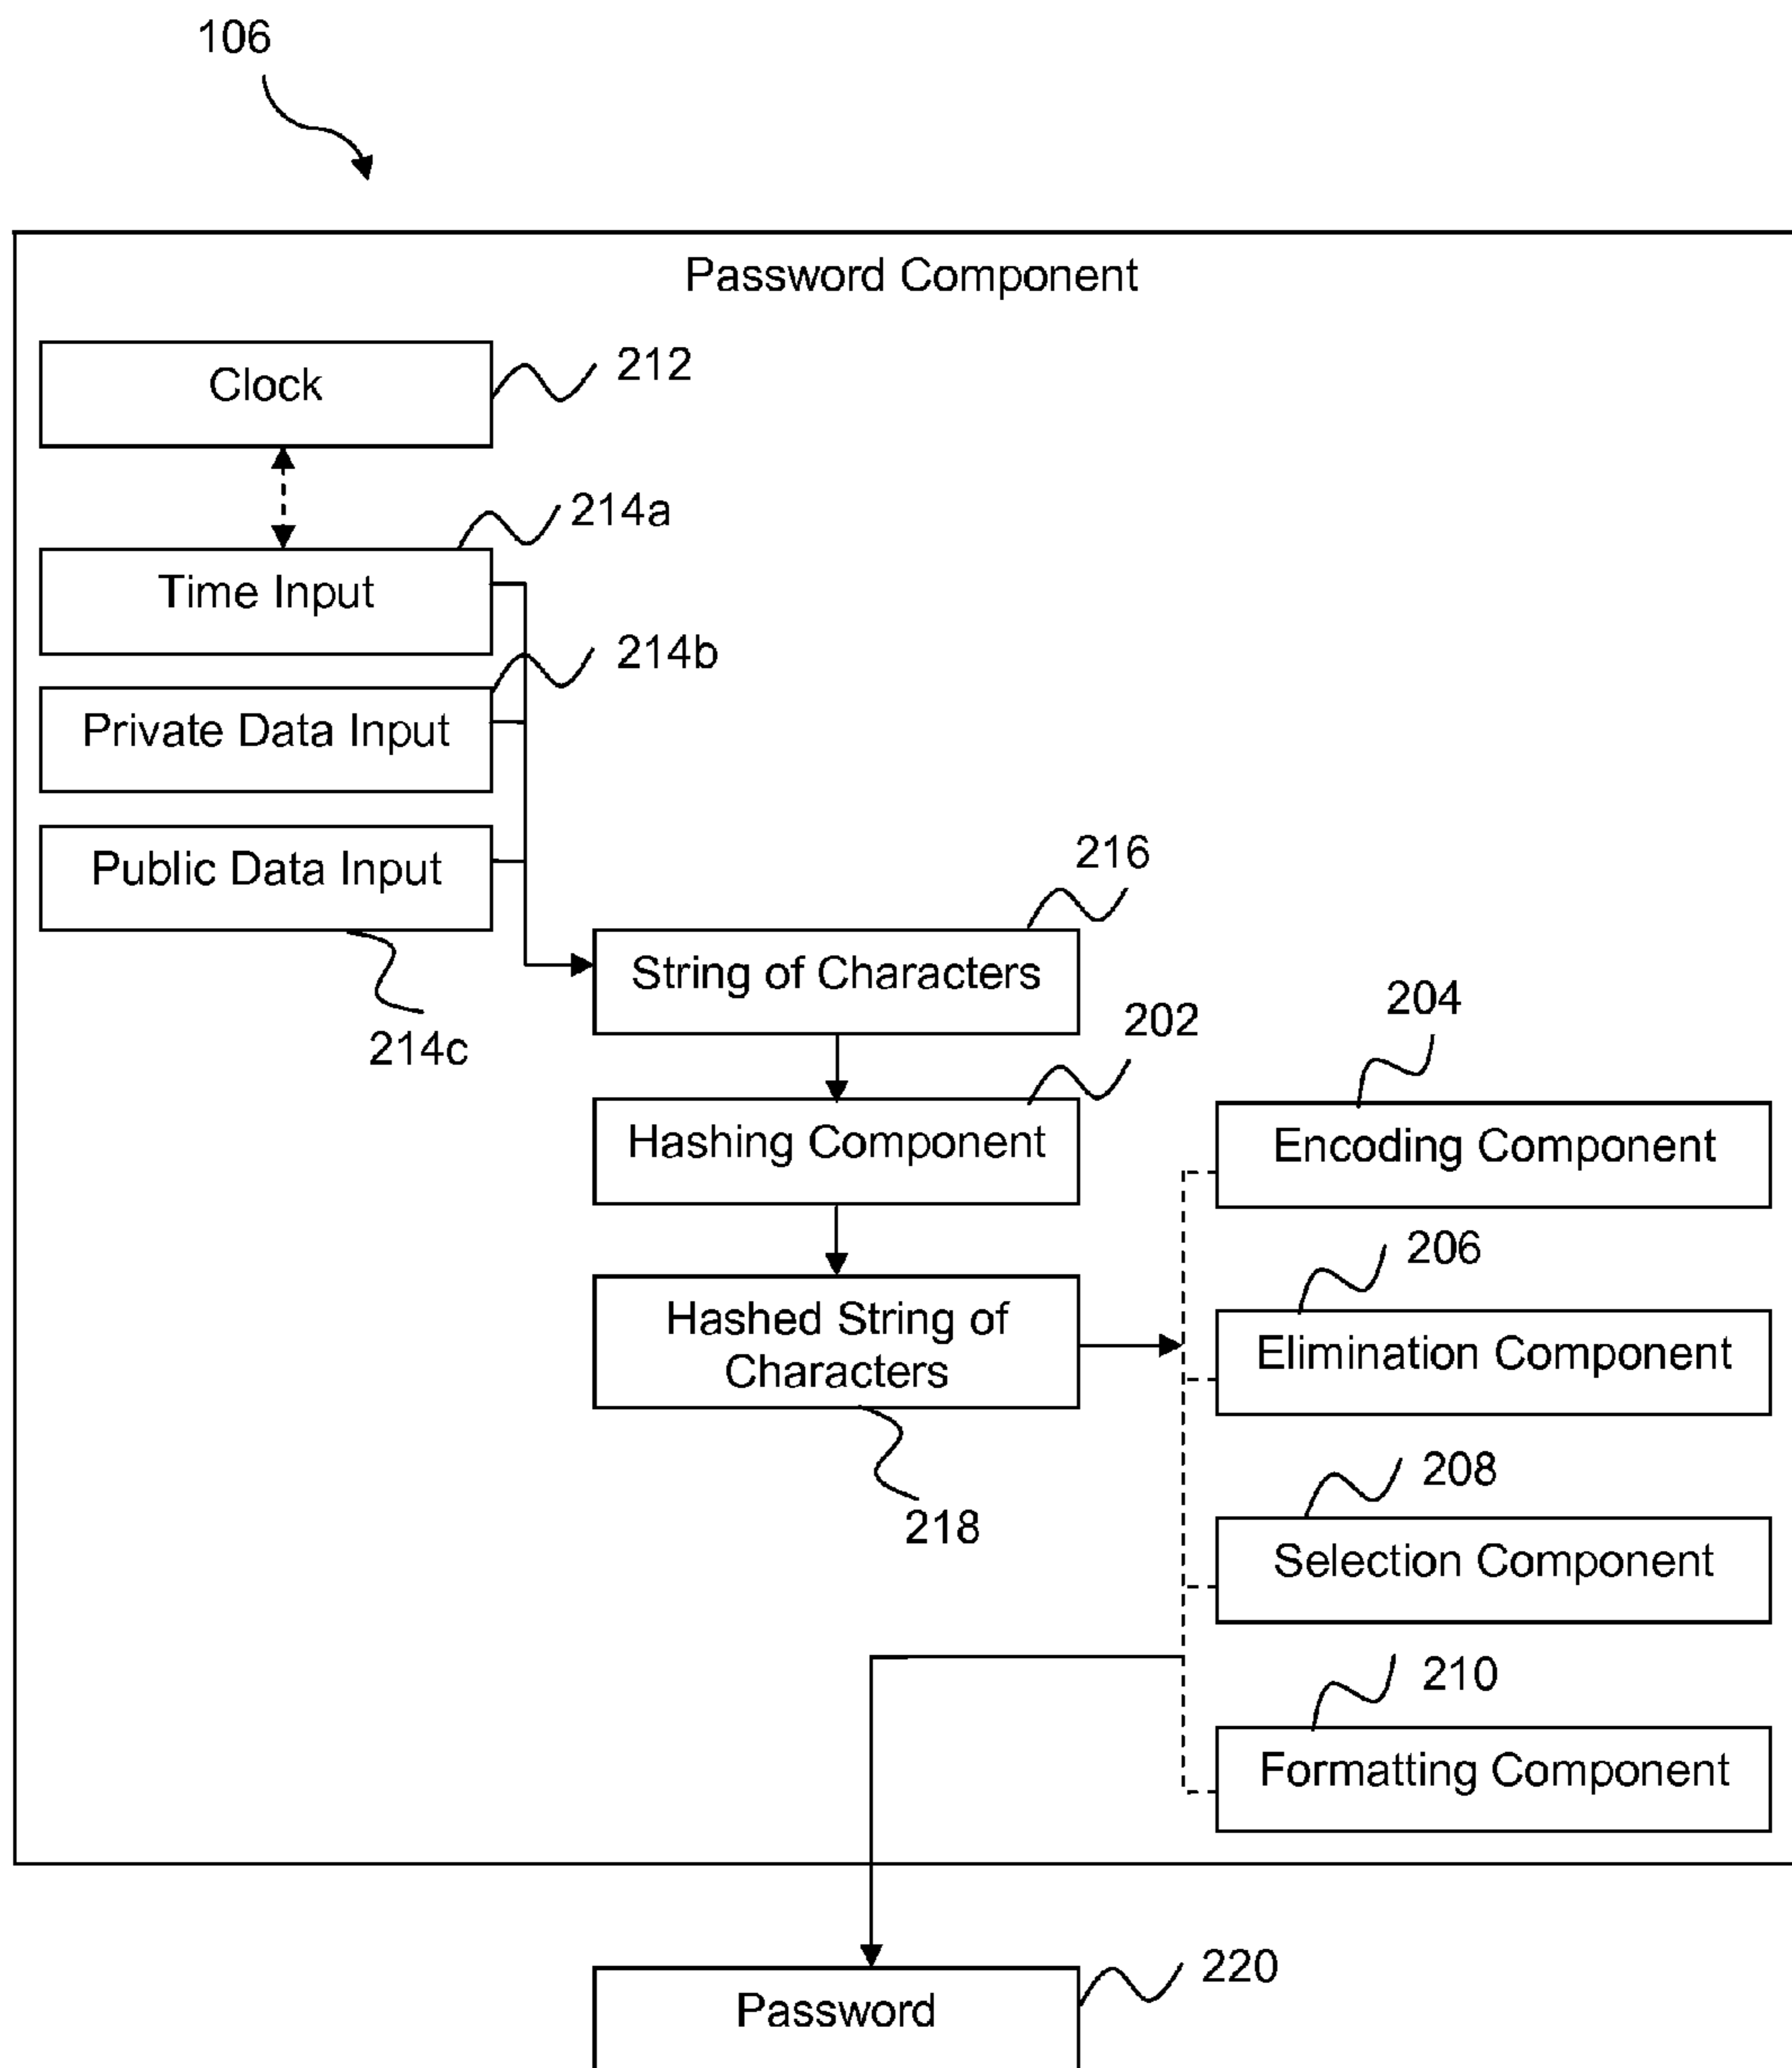 106
Password Component
Clock
212
214a
Time Input
214b
Private Data Input
Public Data Input
214c
216
String of Characters
202
Hashing Component
204
Encoding Component
206
Hashed String of
Characters
Elimination Component
218
208
Selection Component
210
Formatting Component
220
Password